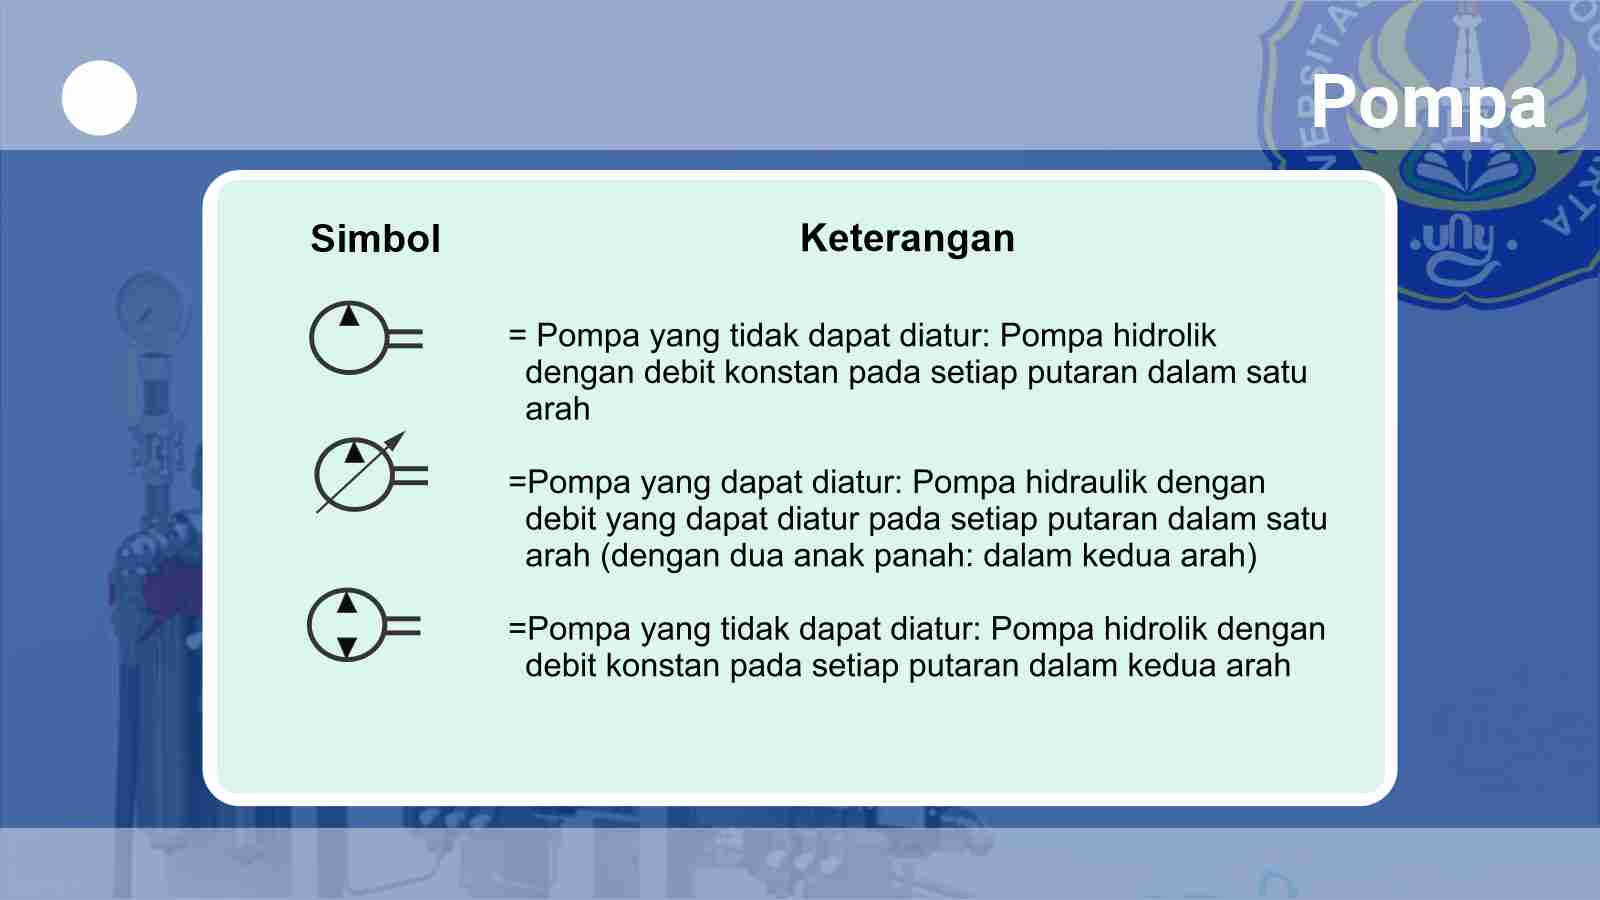 Pompa
Simbol
Keterangan
= Pompa yang tidak dapat diatur: Pompa hidrolik
dengan debit konstan pada setiap putaran dalam satu
arah
=Pompa yang dapat diatur: Pompa hidraulik dengan
debit yang dapat diatur pada setiap putaran dalam satu
arah (dengan dua anak panah: dalam kedua arah)
=Pompa yang tidak dapat diatur: Pompa hidrolik dengan
debit konstan pada setiap putaran dalam kedua arah
uny